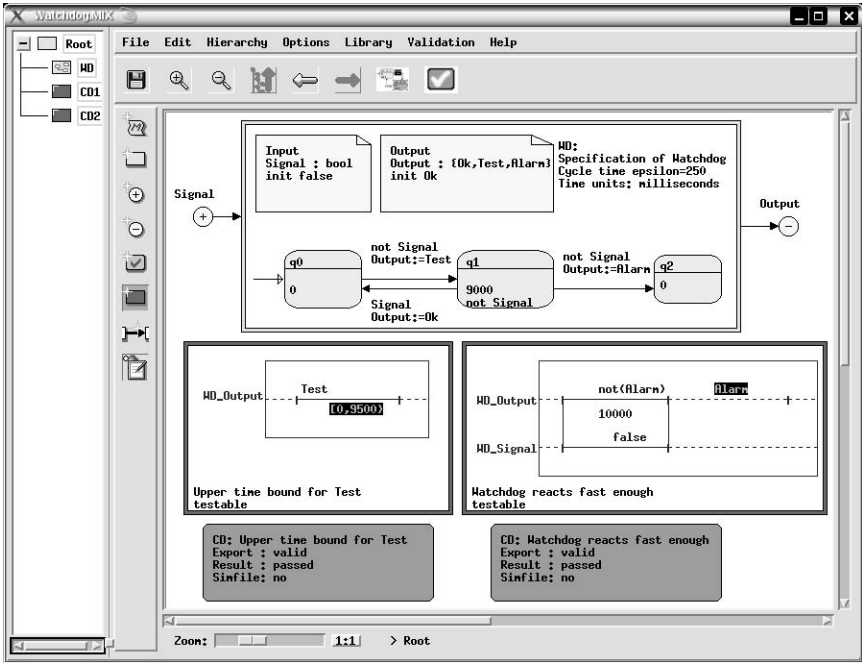 Watchdog.MIX
Root
WD
CD1
CD2
File Edit Hierarchy Options Library Validation Help
Signal
+
Input
Signal : bool
init false
Output
Output : {Ok,Test,Alarm}
init Ok
WD:
Specification of Watchdog
Cycle time epsilon=250
Time units: milliseconds
Output
−
q0
0
not Signal
Output:=Test
Signal
Output:=Ok
q1
9000
not Signal
not Signal
Output:=Alarm
q2
0
WD_Output
Test
[0,9500)
Upper time bound for Test
testable
WD_Output
not(Alarm)
Alarm
10000
WD_Signal
false
Watchdog reacts fast enough
testable
CD: Upper time bound for Test
Export : valid
Result : passed
Simfile: no
CD: Watchdog reacts fast enough
Export : valid
Result : passed
Simfile: no
Zoom: 1:1 > Root